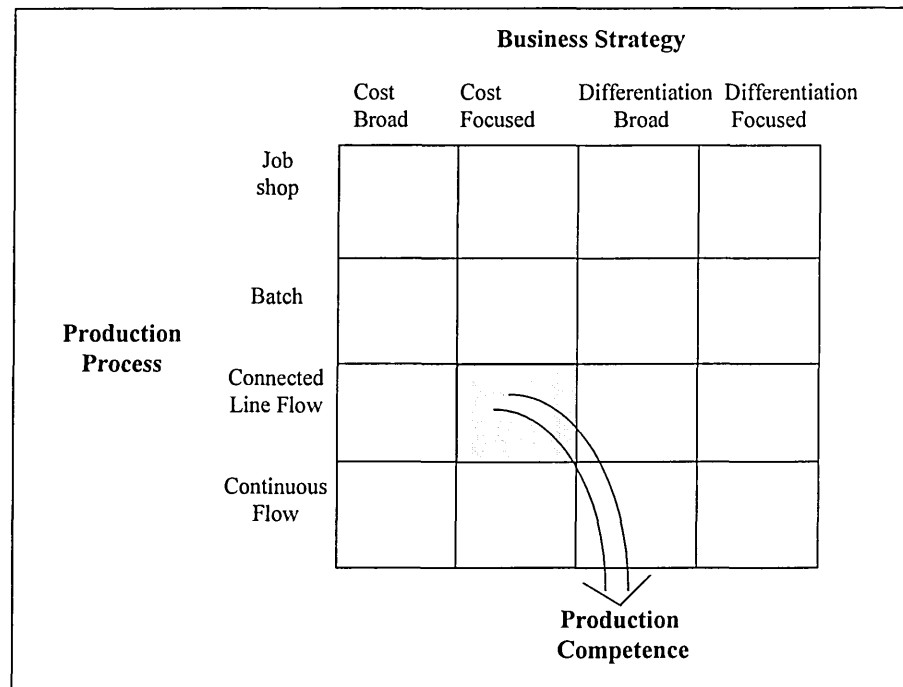 Business Strategy
Cost Cost Differentiation Differentiation
Broad Focused Broad Focused
Job
shop
Batch
Production
Process
Connected
Line Flow
Continuous
Flow
Production
Competence